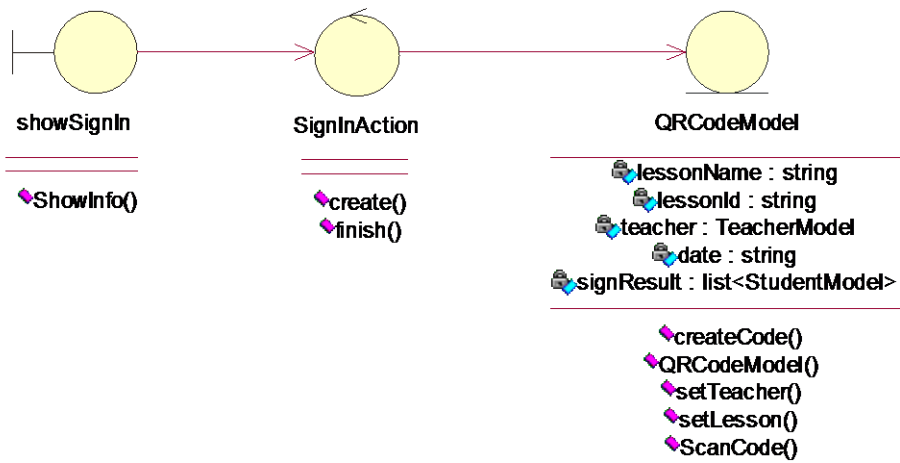 showSignIn
ShowInfo()
SignInAction
create()
finish()
QRCodeModel
lessonName : string
lessonId : string
teacher : TeacherModel
date : string
signResult : list<StudentModel>
createCode()
QRCodeModel()
setTeacher()
setLesson()
ScanCode()